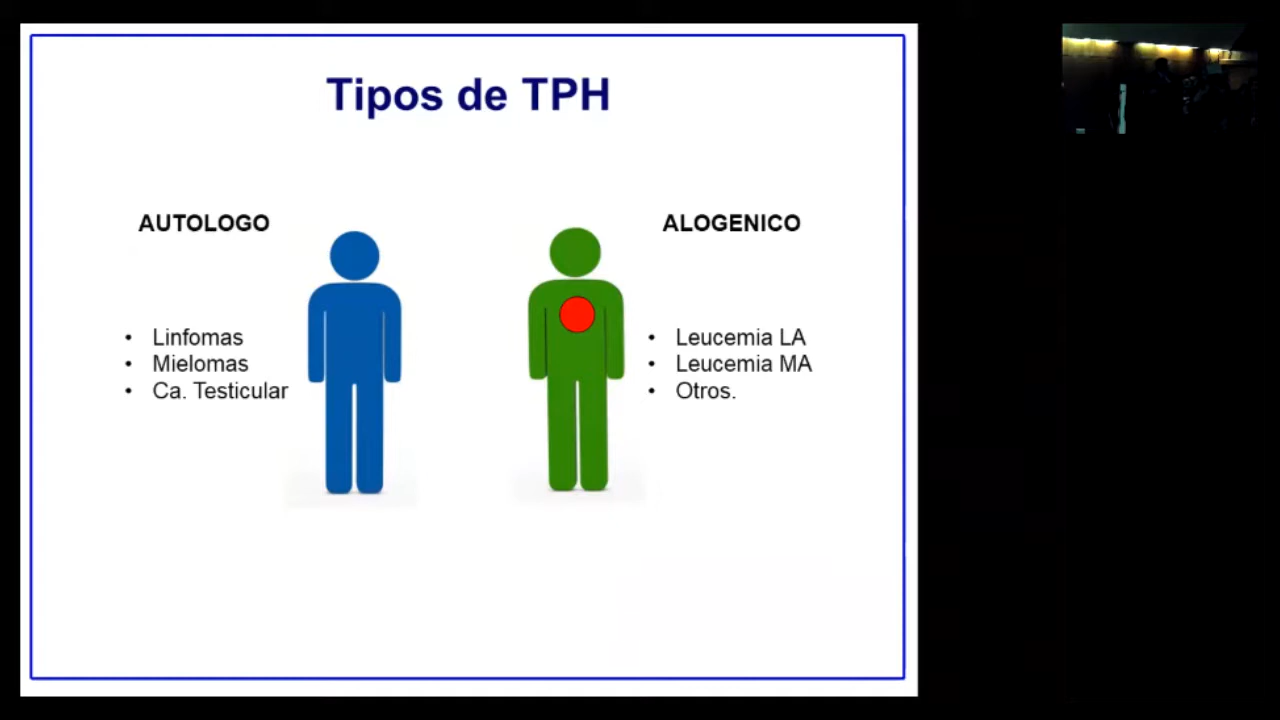 Tipos de TPH
AUTOLOGO
Linfomas
Mielomas
Ca. Testicular
ALOGENICO
Leucemia LA
Leucemia MA
Otros.